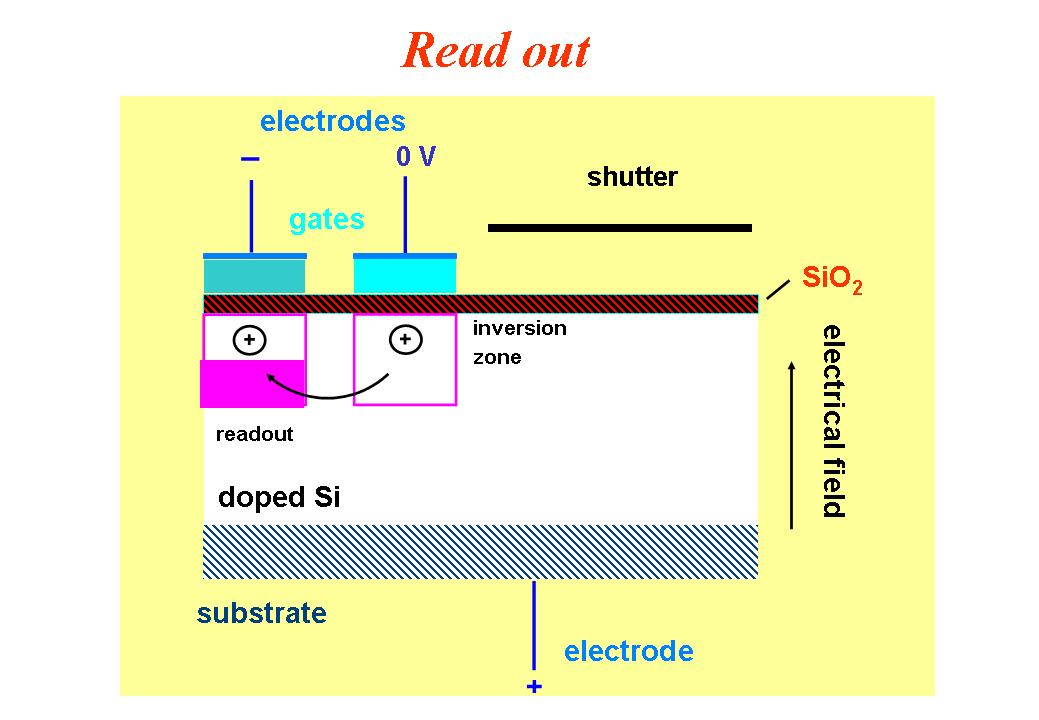 Read out
electrodes
–
0 V
shutter
gates
SiO₂
+
+
inversion
zone
electrical field
readout
doped Si
substrate
electrode
+